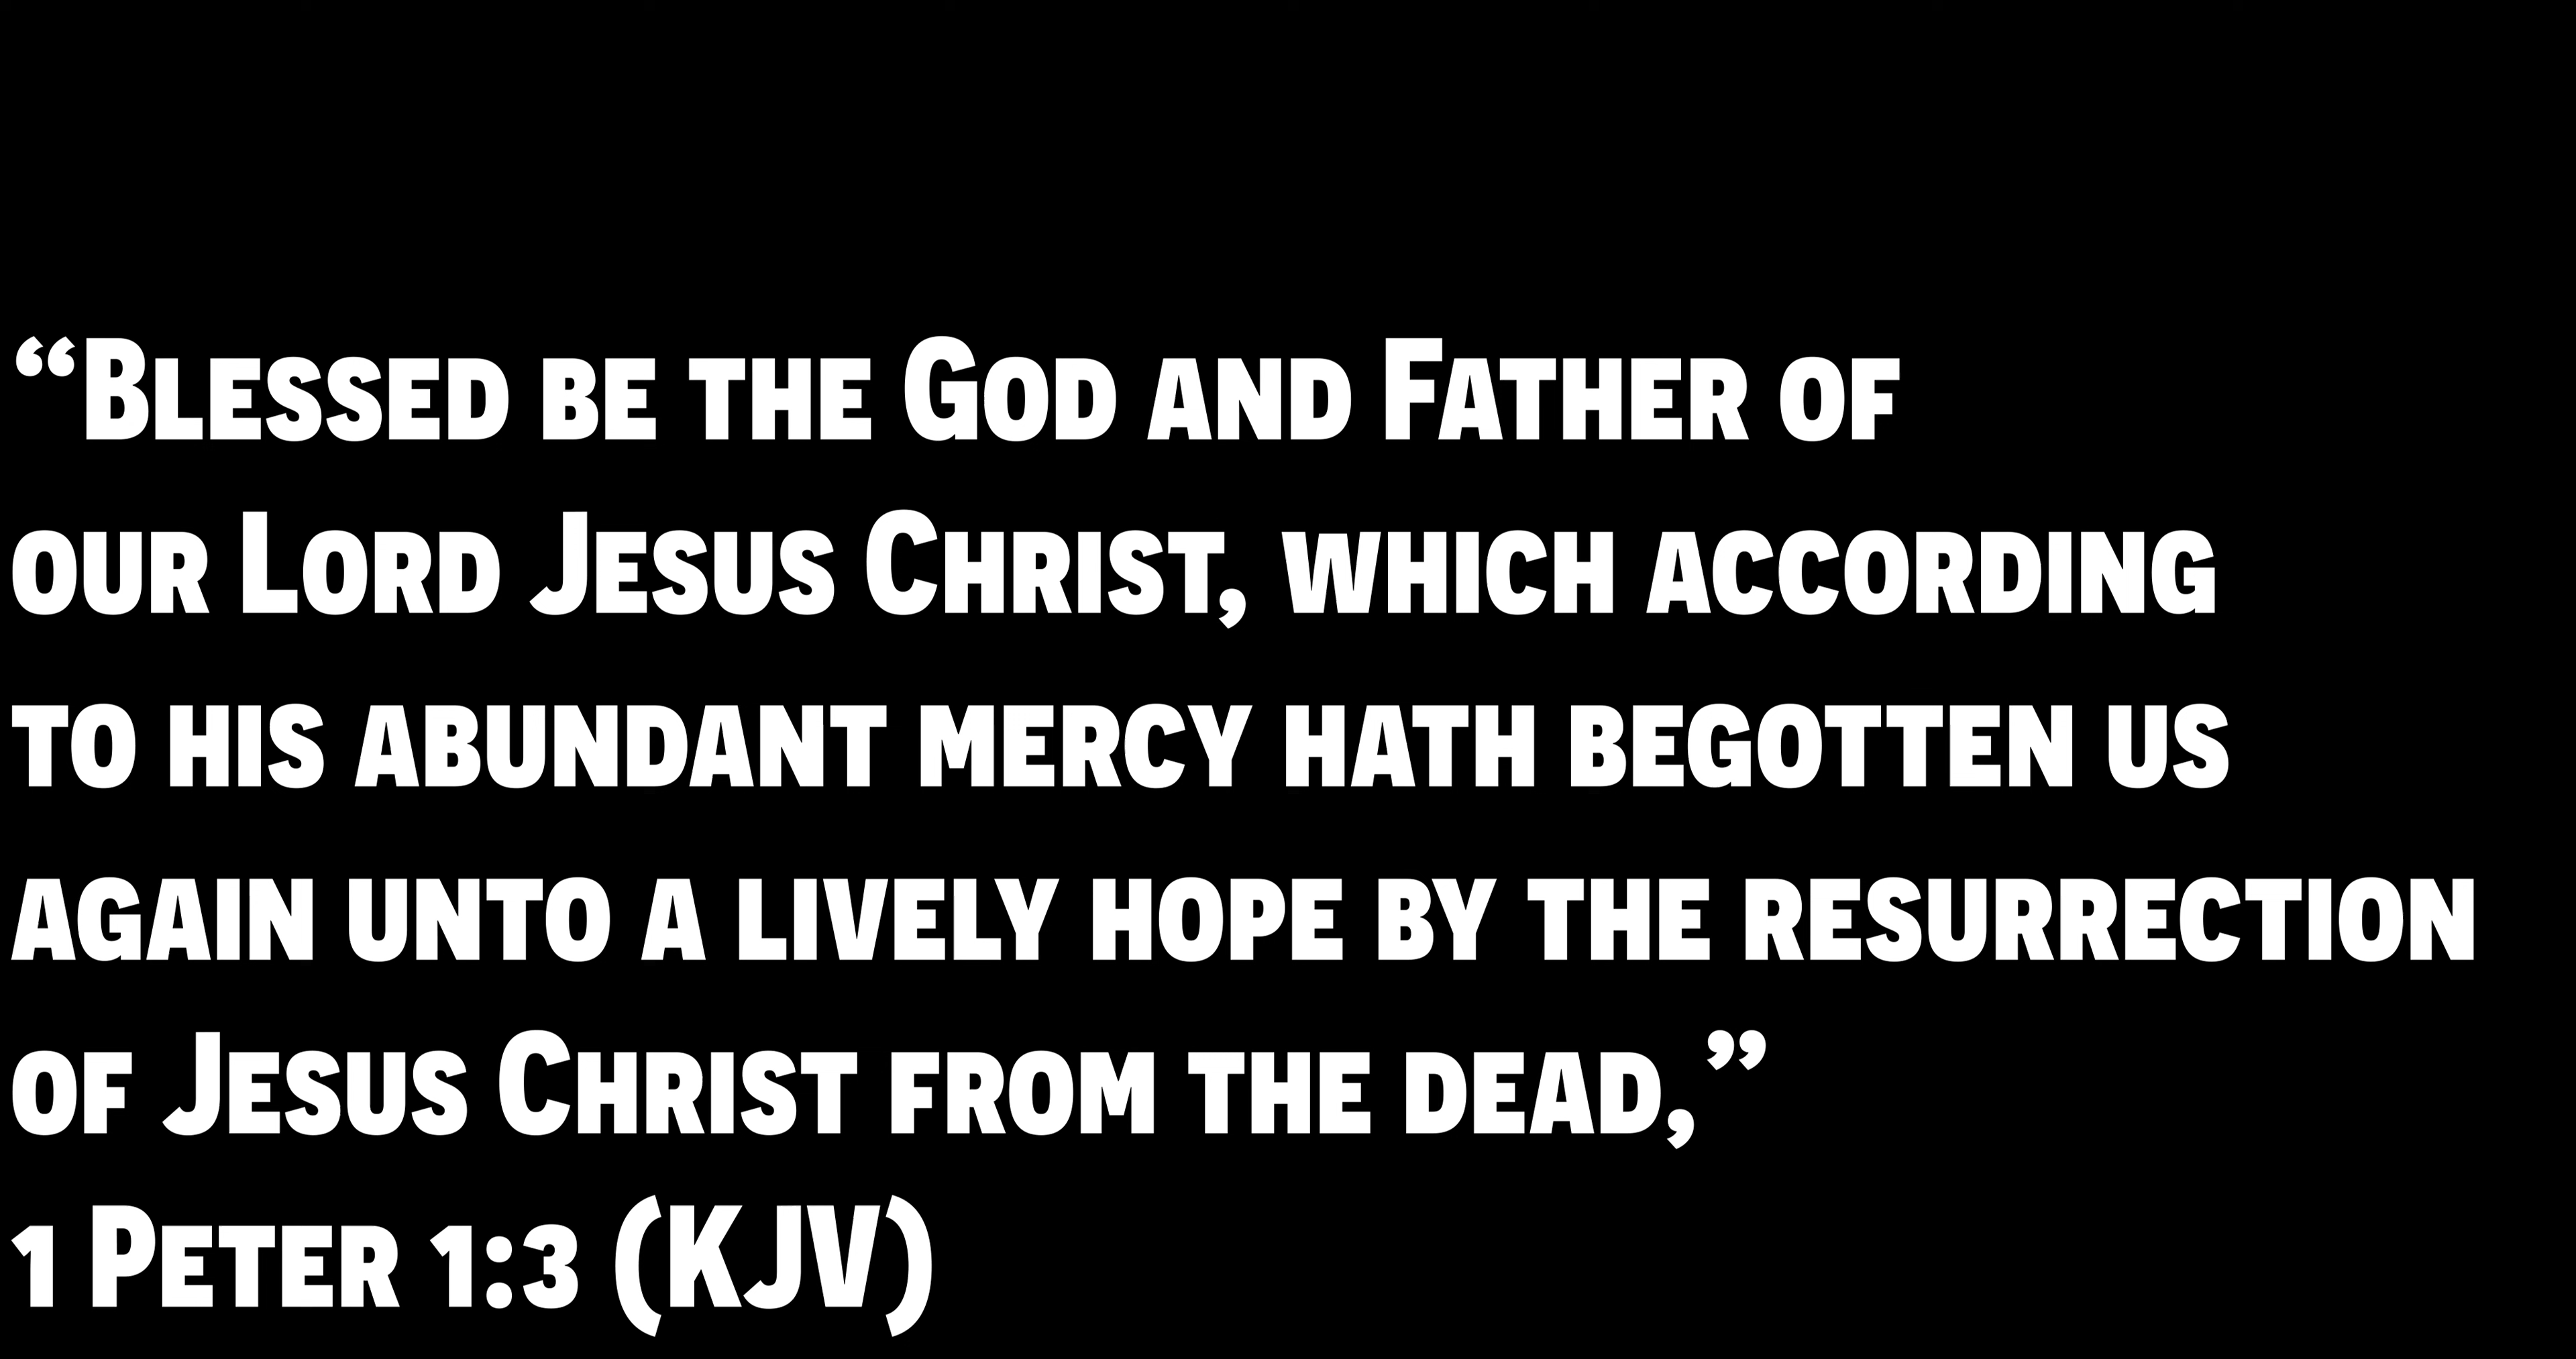 “Blessed be the God and Father of
our Lord Jesus Christ, which according
to his abundant mercy hath begotten us
again unto a lively hope by the resurrection
of Jesus Christ from the dead,”
1 Peter 1:3 (KJV)